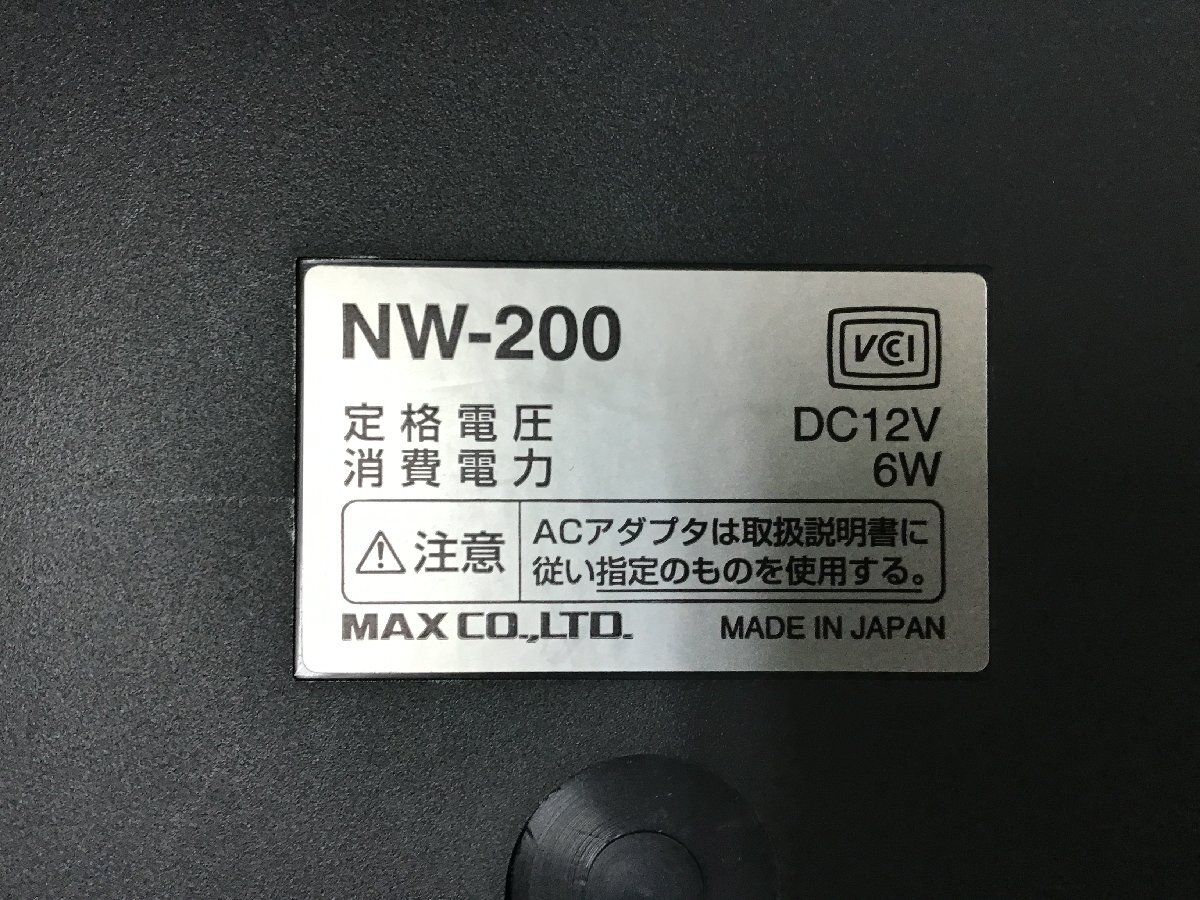 NW-200
VCCI
定格電圧 DC12V
消費電力 6W
注意
ACアダプタは取扱説明書に
従い指定のものを使用する。
MAX CO.,LTD. MADE IN JAPAN